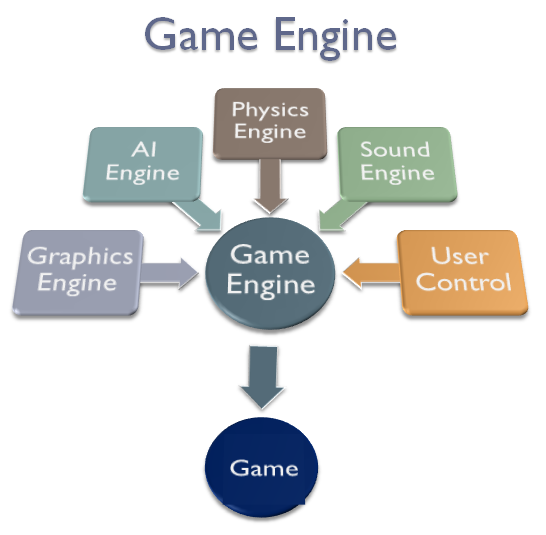 Game Engine
Physics
Engine
AI
Engine
Sound
Engine
Graphics
Engine
Game
Engine
User
Control
Game